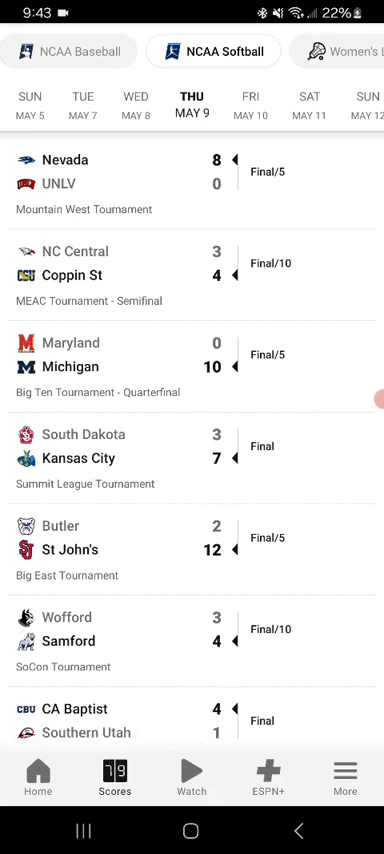 9:43 22%
NCAA Baseball NCAA Softball Women's L
SUN TUE WED THU FRI SAT SUN
MAY 5 MAY 7 MAY 8 MAY 9 MAY 10 MAY 11 MAY 12
Nevada 8
Final/5
UNLV 0
Mountain West Tournament
NC Central 3
Final/10
Coppin St 4
MEAC Tournament - Semifinal
Maryland 0
Final/5
Michigan 10
Big Ten Tournament - Quarterfinal
South Dakota 3
Final
Kansas City 7
Summit League Tournament
Butler 2
Final/5
St John's 12
Big East Tournament
Wofford 3
Final/10
Samford 4
SoCon Tournament
CBU CA Baptist 4
Final
Southern Utah 1
79
Home Scores Watch ESPN+ More